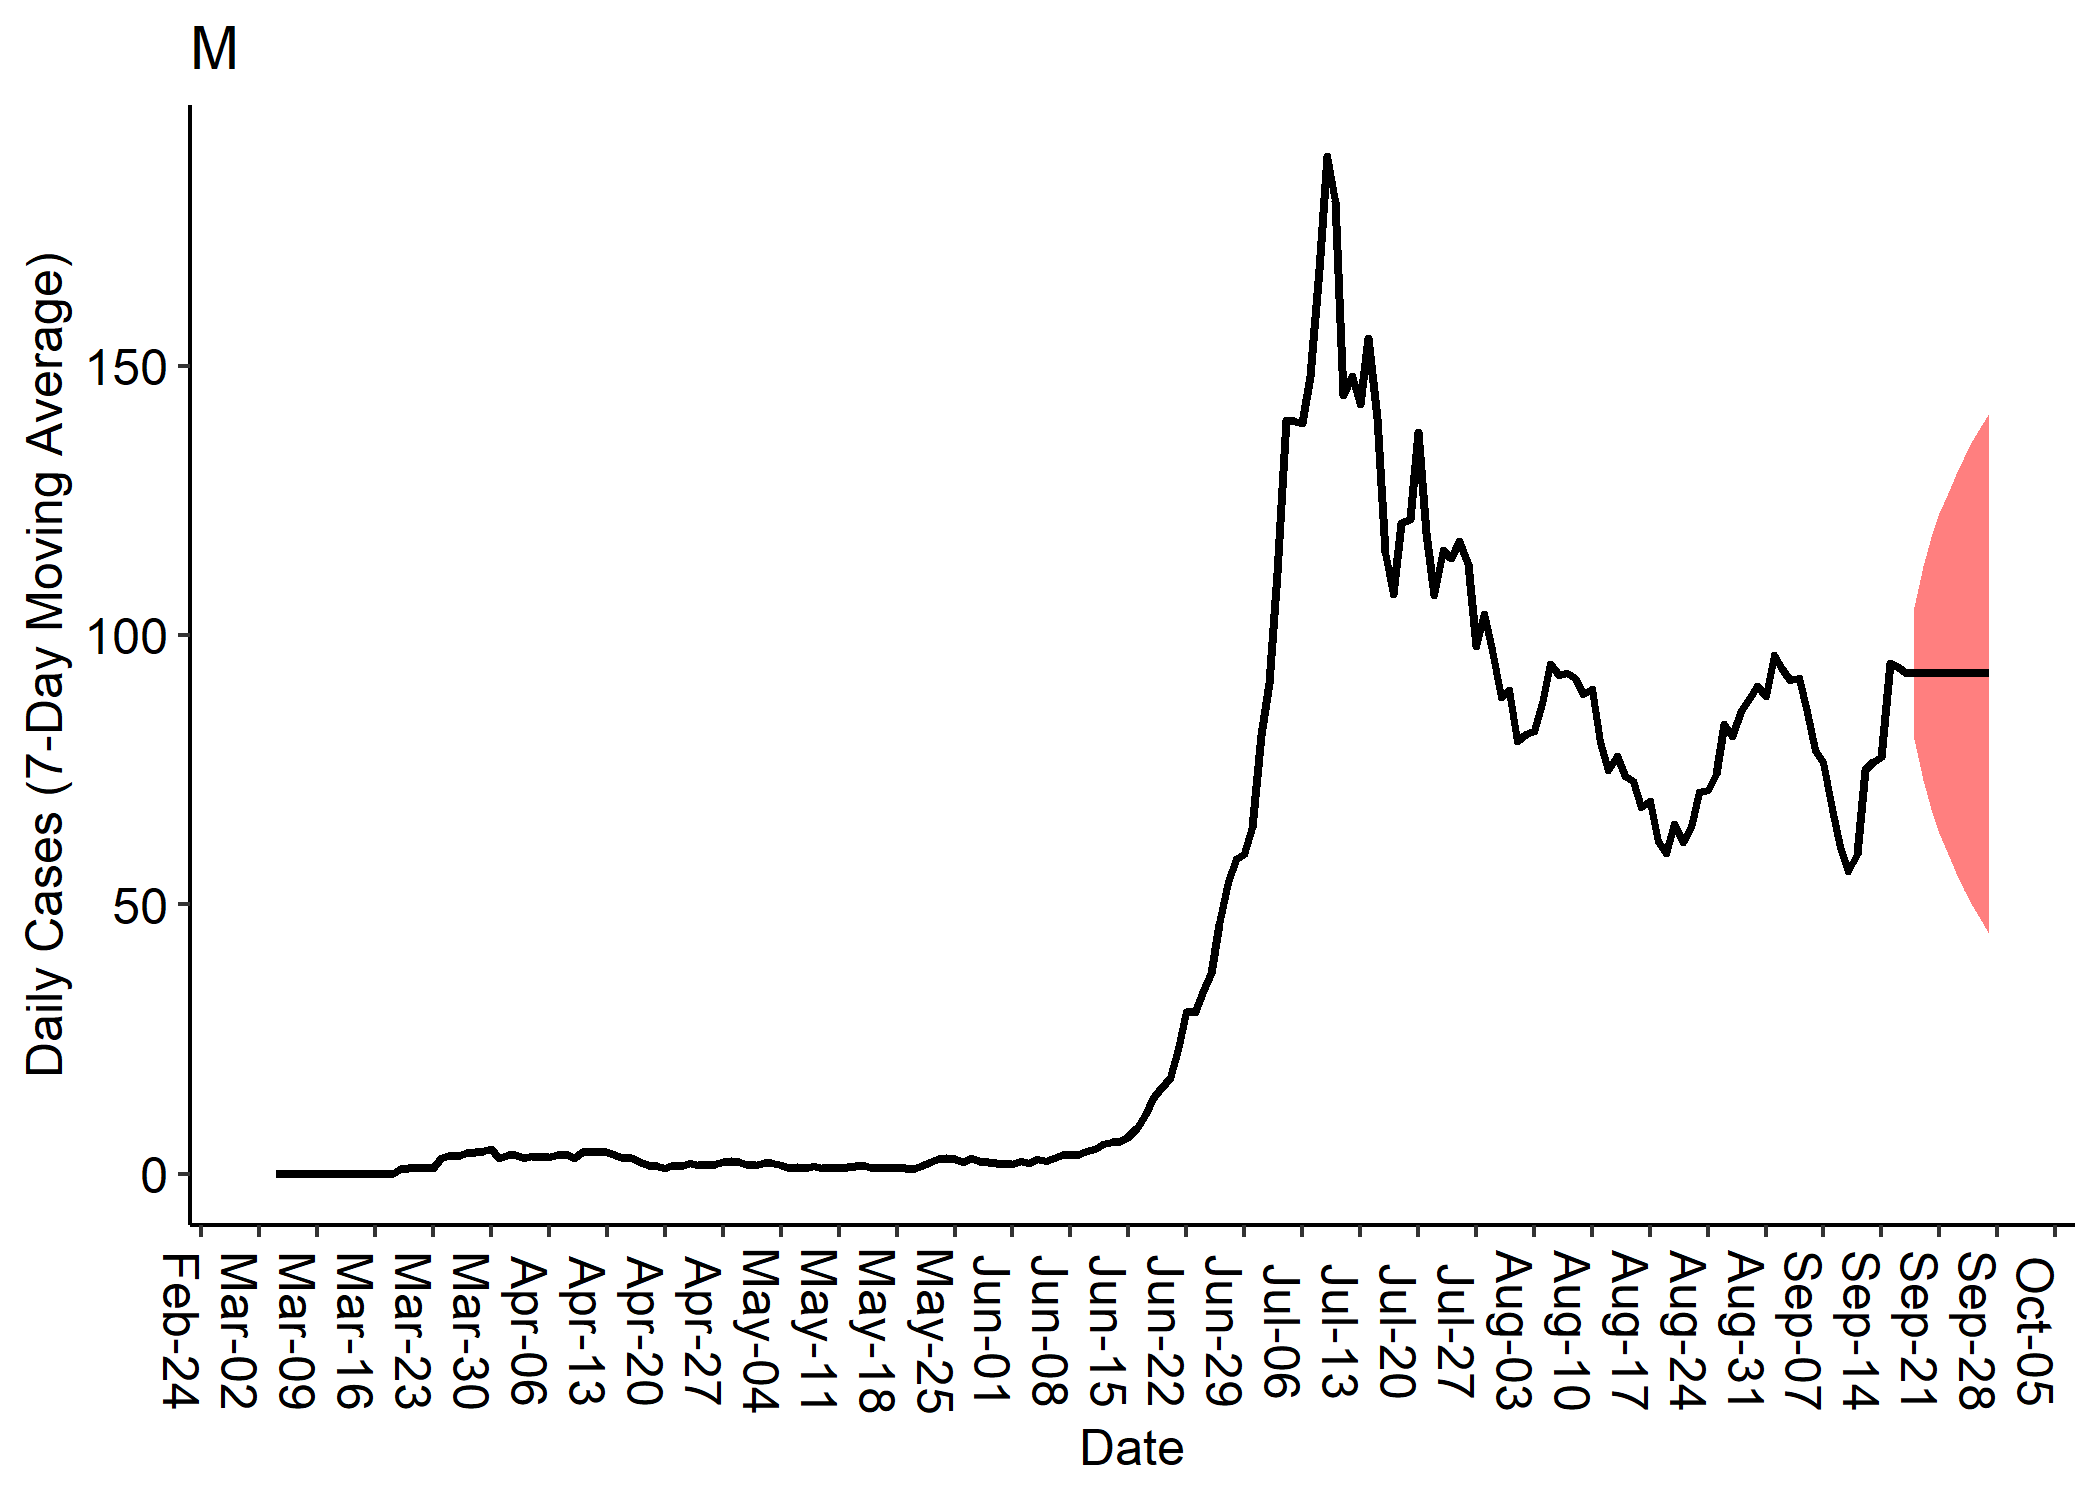 M
Daily Cases (7-Day Moving Average)
150
100
50
0
Feb-24
Mar-02
Mar-09
Mar-16
Mar-23
Mar-30
Apr-06
Apr-13
Apr-20
Apr-27
May-04
May-11
May-18
May-25
Jun-01
Jun-08
Jun-15
Jun-22
Jun-29
Jul-06
Jul-13
Jul-20
Jul-27
Aug-03
Aug-10
Aug-17
Aug-24
Aug-31
Sep-07
Sep-14
Sep-21
Sep-28
Oct-05
Date